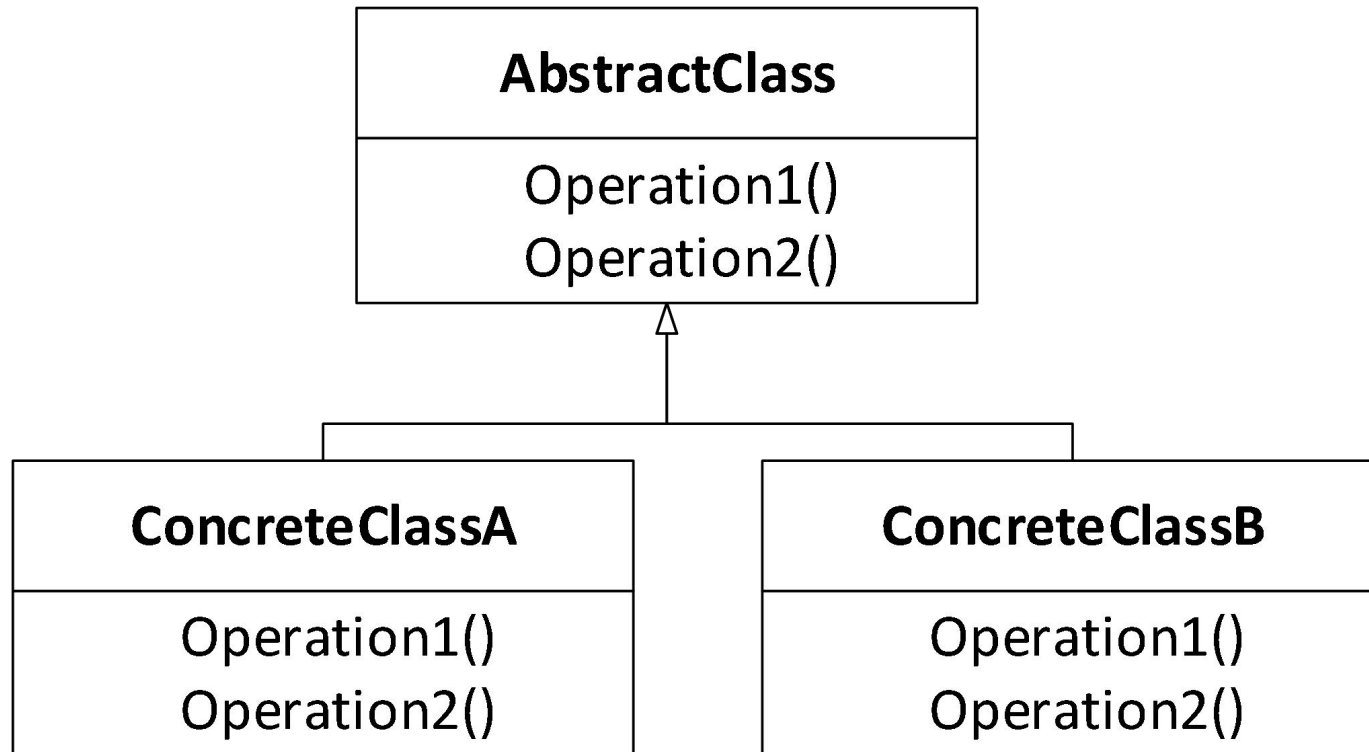 AbstractClass
Operation1()
Operation2()
ConcreteClassA
Operation1()
Operation2()
ConcreteClassB
Operation1()
Operation2()